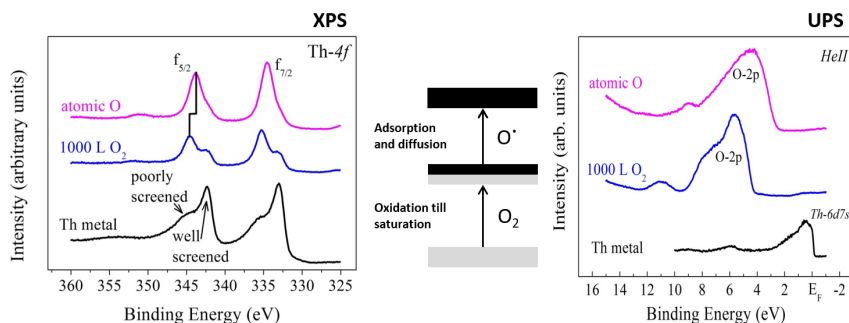 XPS
Intensity (arbitrary units)
Th-4f
f5/2
f7/2
atomic O
1000 L O2
poorly
screened
Th metal
well
screened
360 355 350 345 340 335 330 325
Binding Energy (eV)
Adsorption
and diffusion
O•
Oxidation till
saturation
O2
UPS
Intensity (arb. units)
HeII
atomic O
O-2p
1000 L O2
O-2p
Th-6d7s
Th metal
16 14 12 10 8 6 4 2 EF -2
Binding Energy (eV)